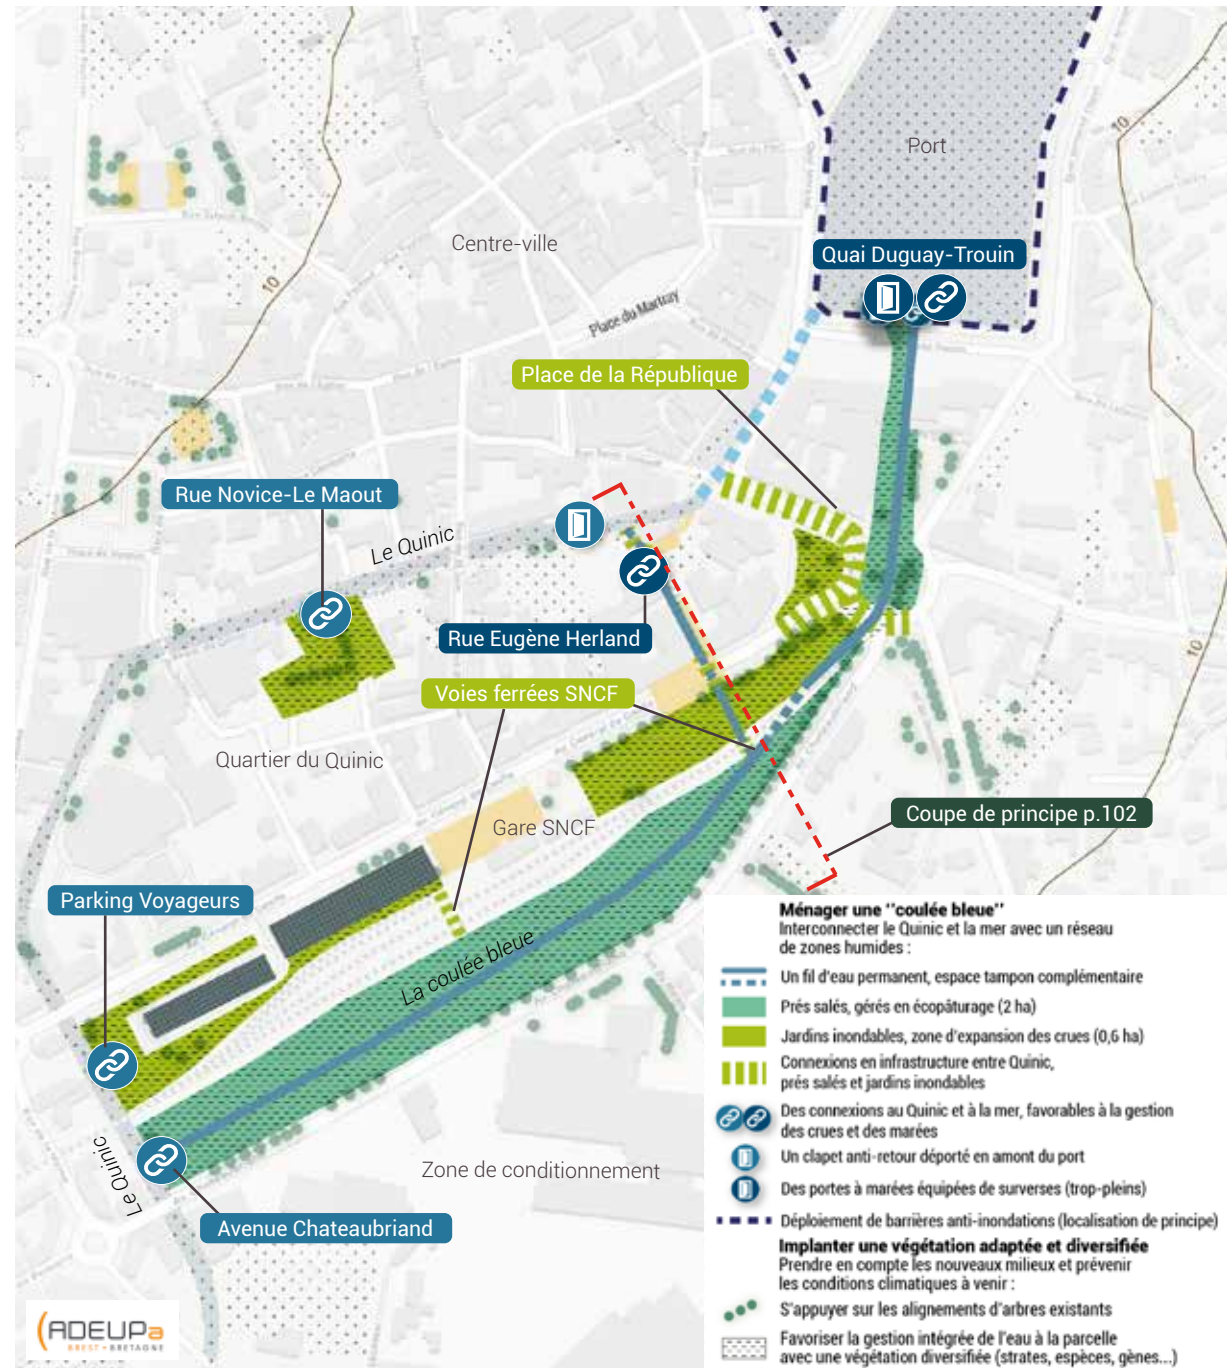 Port
10
Centre-ville
Quai Duguay-Trouin
10
Place du Martray
Place de la République
Rue Novice-Le Maout
Le Quinic
Rue Eugène Herland
10
Voies ferrées SNCF
Quartier du Quinic
Coupe de principe p.102
Gare SNCF
Parking Voyageurs
La coulée bleue
Le Quinic
Zone de conditionnement
Avenue Chateaubriand
Ménager une "coulée bleue"
Interconnecter le Quinic et la mer avec un réseau
de zones humides :
Un fil d'eau permanent, espace tampon complémentaire
Prés salés, gérés en écopâturage (2 ha)
Jardins inondables, zone d'expansion des crues (0,6 ha)
Connexions en infrastructure entre Quinic,
prés salés et jardins inondables
Des connexions au Quinic et à la mer, favorables à la gestion
des crues et des marées
Un clapet anti-retour déporté en amont du port
Des portes à marées équipées de surverses (trop-pleins)
Déploiement de barrières anti-inondations (localisation de principe)
Implanter une végétation adaptée et diversifiée
Prendre en compte les nouveaux milieux et prévenir
les conditions climatiques à venir :
S'appuyer sur les alignements d'arbres existants
Favoriser la gestion intégrée de l'eau à la parcelle
avec une végétation diversifiée (strates, espèces, gènes...)
ADEUPa
BREST • BRETAGNE